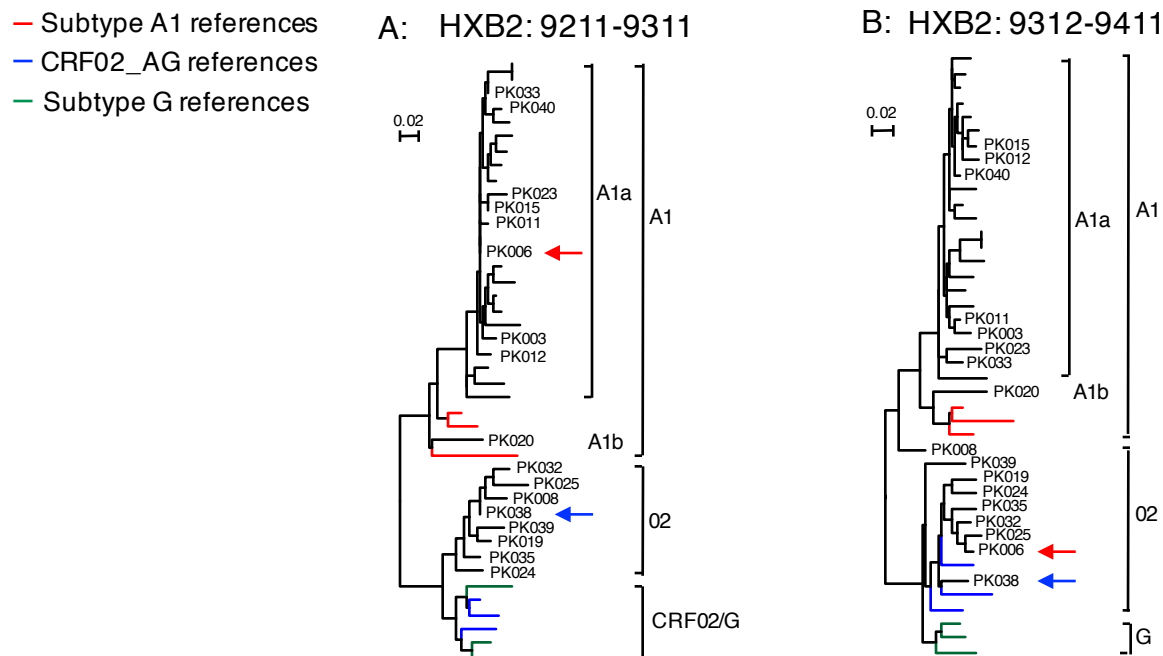 Subtype A1 references
CRF02_AG references
Subtype G references
A: HXB2: 9211-9311
0.02
PK033
PK040
PK023
PK015
PK011
PK006
PK003
PK012
A1a
A1
PK020
A1b
PK032
PK025
PK008
PK038
PK039
PK019
PK035
PK024
02
CRF02/G
B: HXB2: 9312-9411
0.02
PK015
PK012
PK040
A1a
A1
PK011
PK003
PK023
PK033
PK020
A1b
PK008
PK039
PK019
PK024
PK035
PK032
PK025
PK006
PK038
02
G